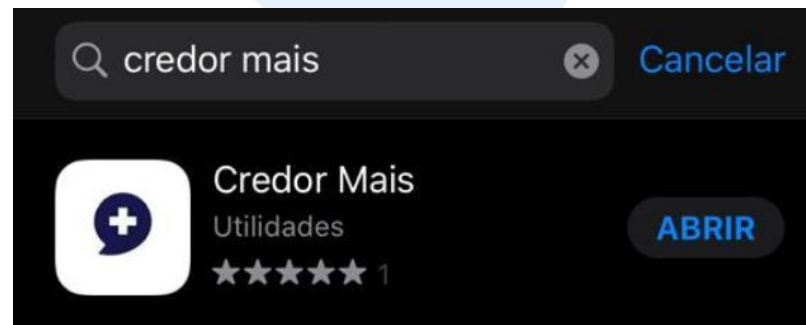 credor mais
Cancelar
Credor Mais
Utilidades
ABRIR
1